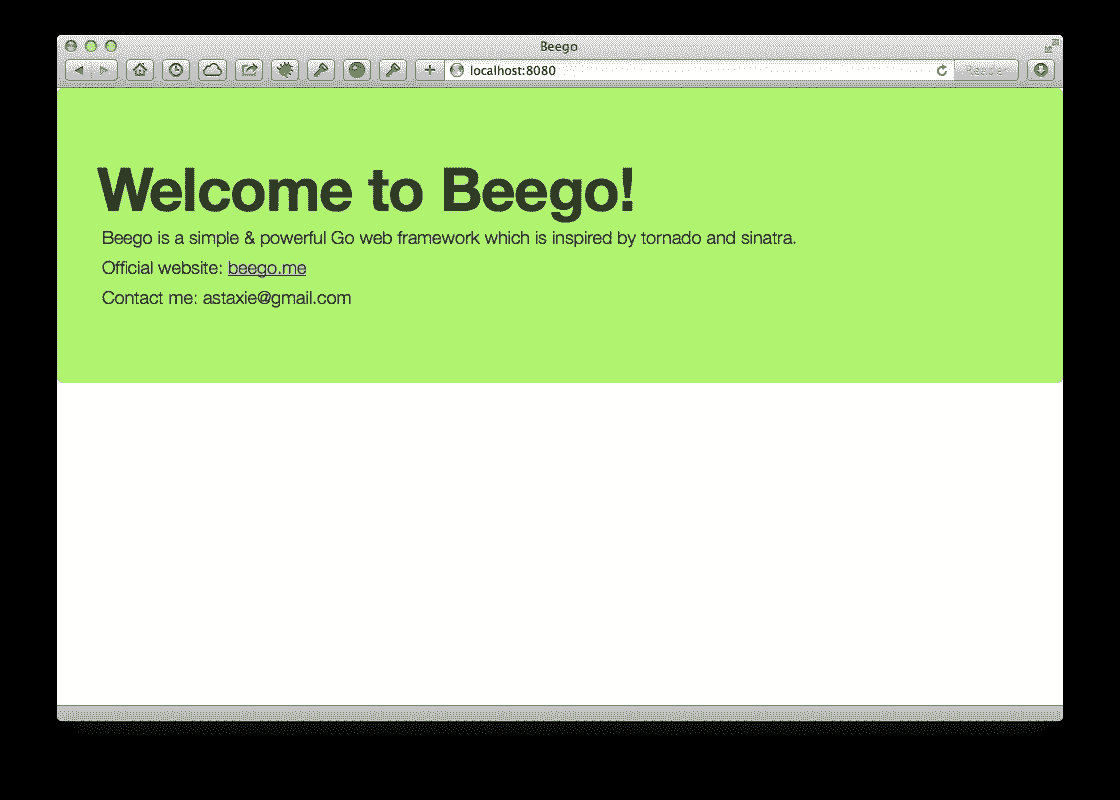 Beego
localhost:8080
Reader
Welcome to Beego!
Beego is a simple & powerful Go web framework which is inspired by tornado and sinatra.
Official website: beego.me
Contact me: astaxie@gmail.com